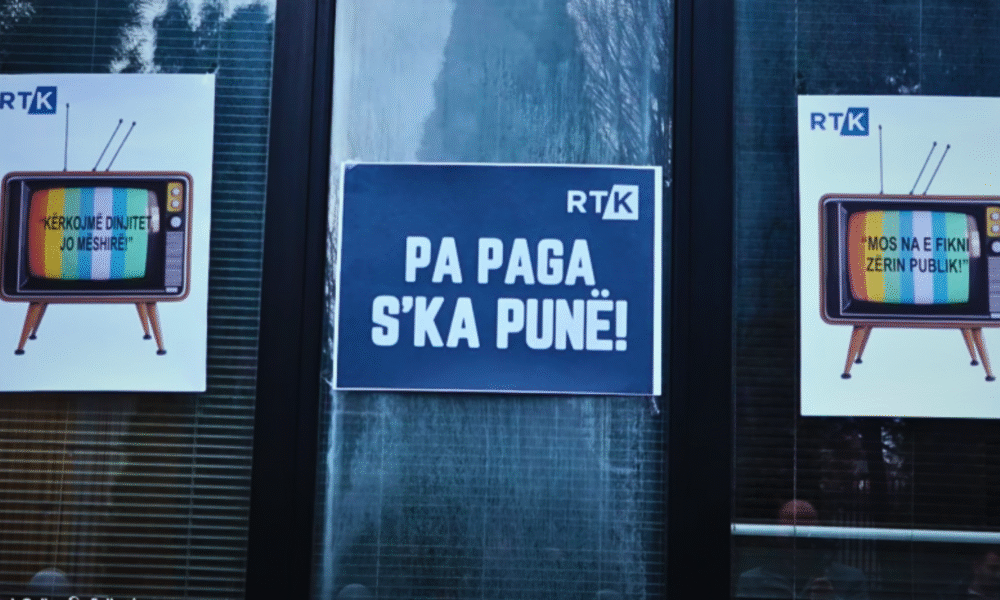 RTK
"KËRKOJMË DINJITET,
JO MËSHIRË!"
RTK
PA PAGA
S'KA PUNË!
RTK
"MOS NA E FIKNI
ZËRIN PUBLIK!"